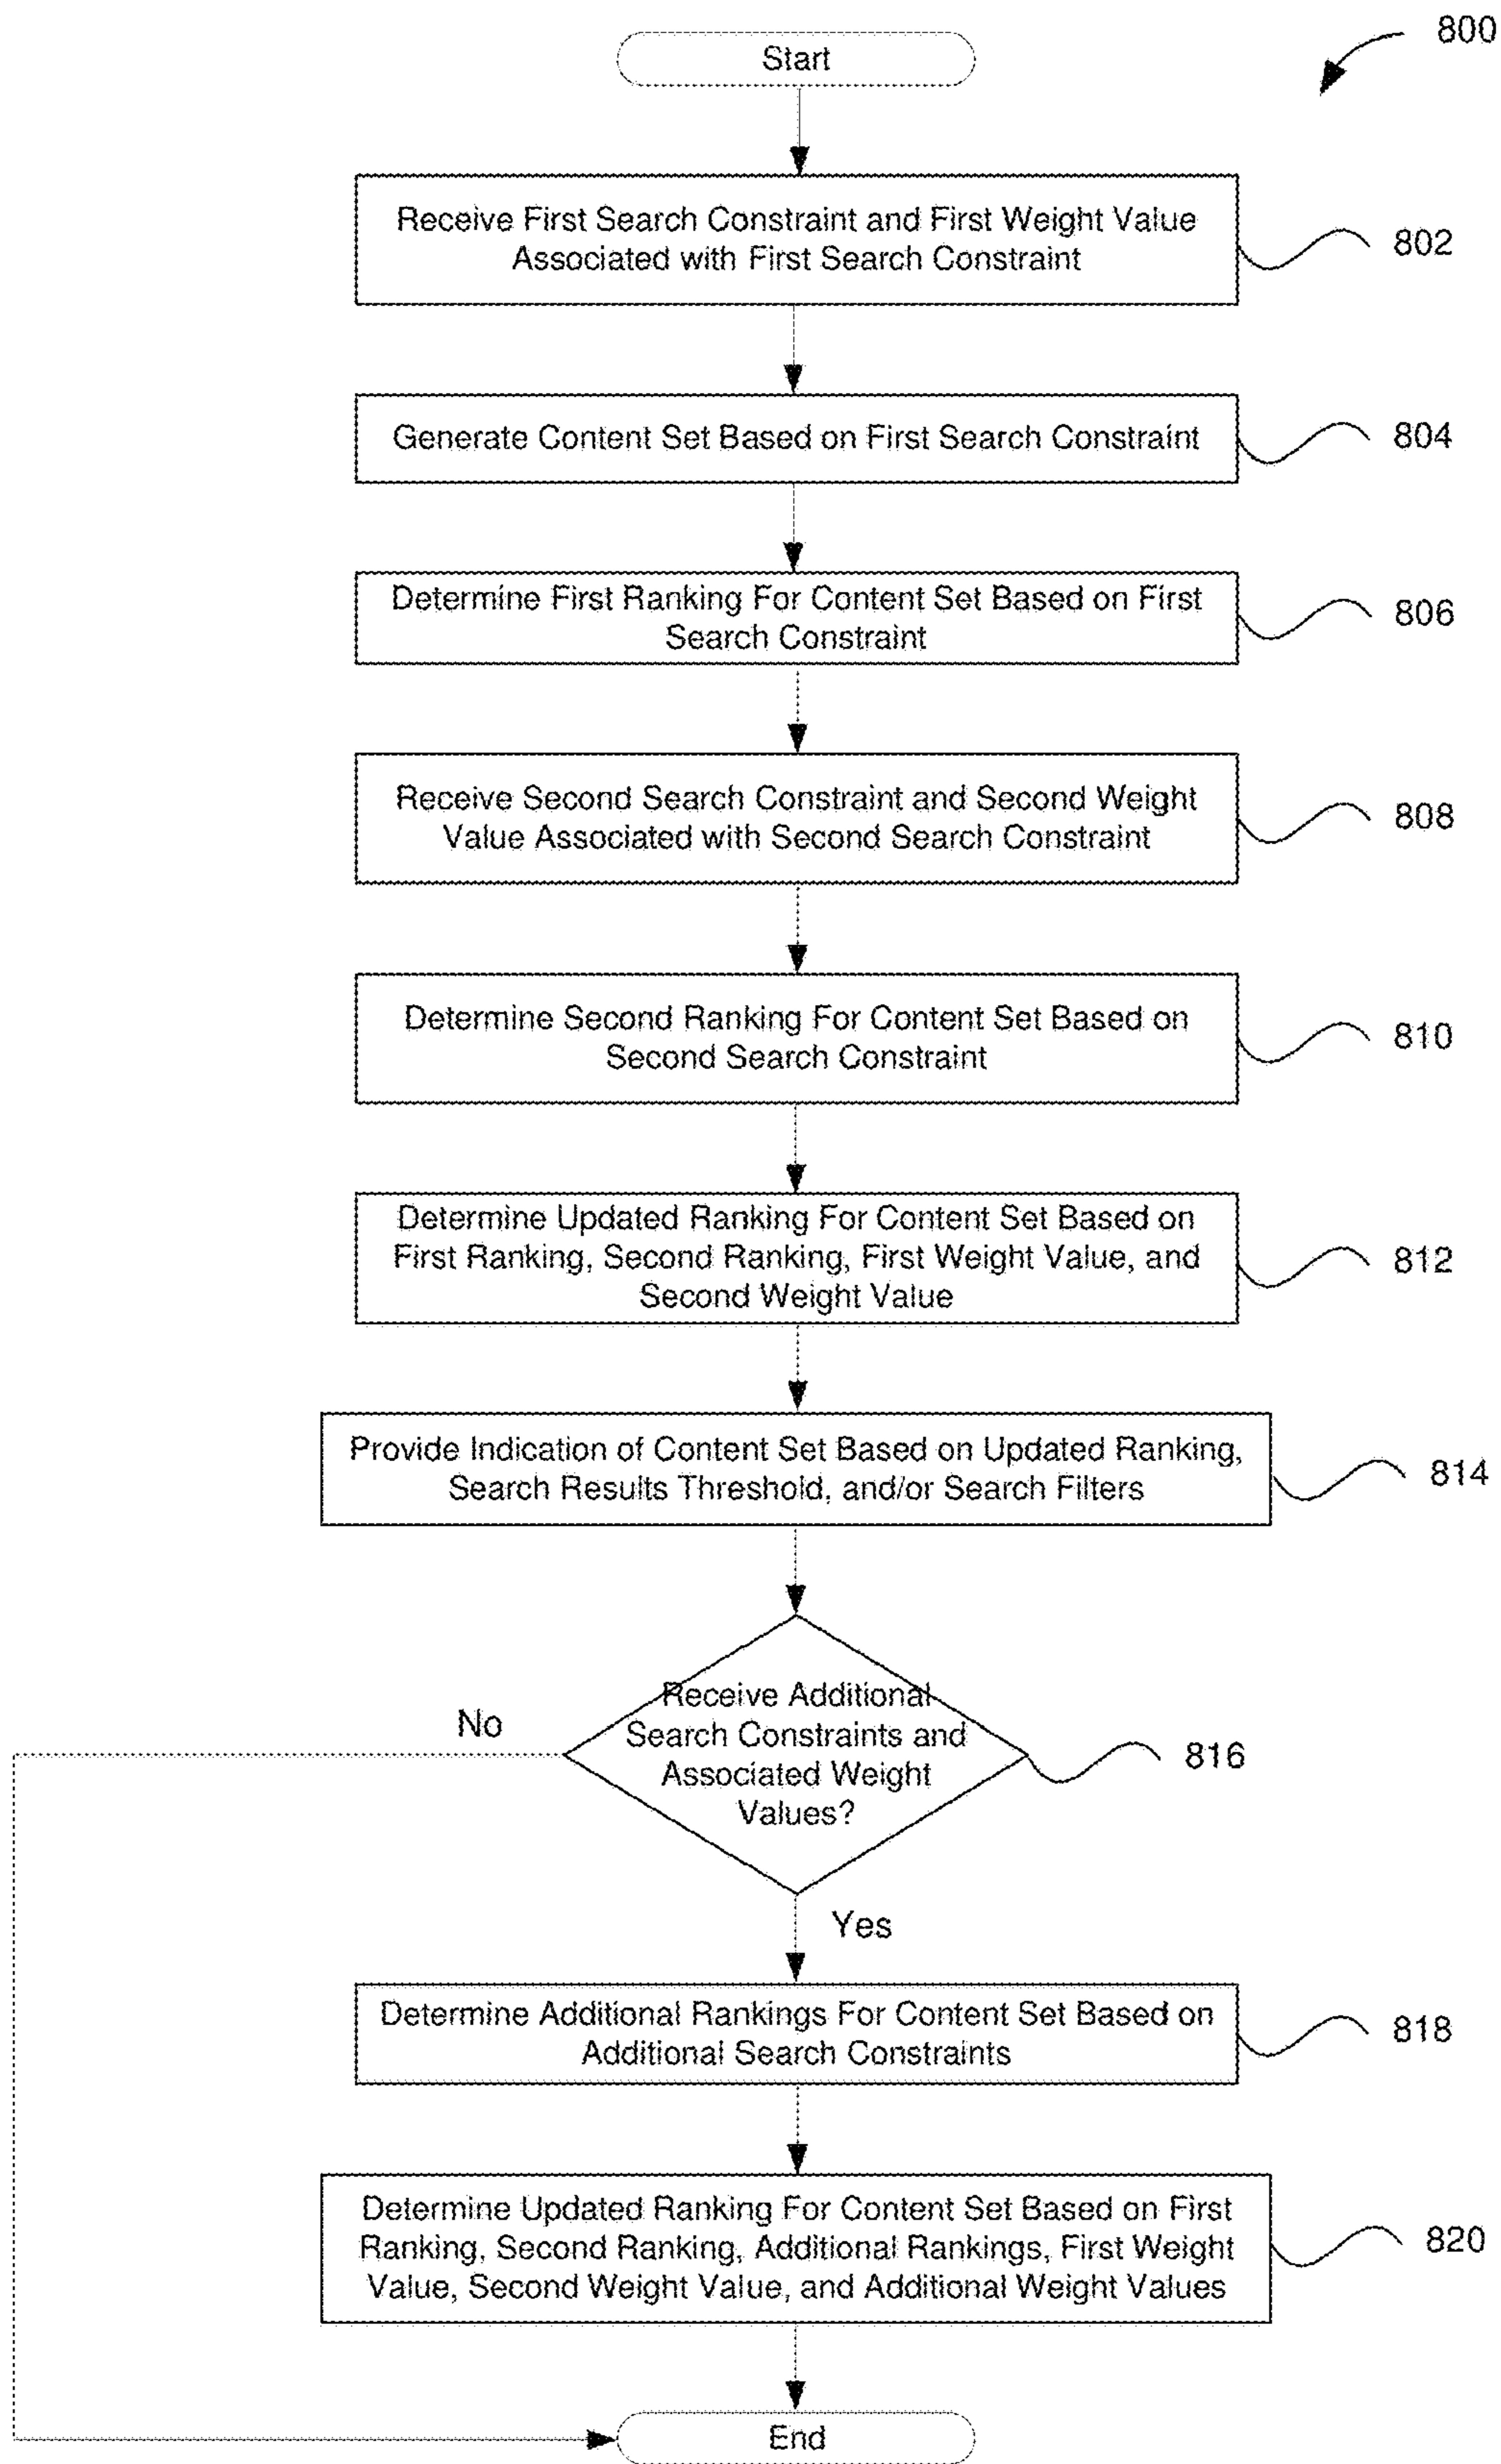 800
Start
Receive First Search Constraint and First Weight Value
Associated with First Search Constraint
802
Generate Content Set Based on First Search Constraint
804
Determine First Ranking For Content Set Based on First
Search Constraint
806
Receive Second Search Constraint and Second Weight
Value Associated with Second Search Constraint
808
Determine Second Ranking For Content Set Based on
Second Search Constraint
810
Determine Updated Ranking For Content Set Based on
First Ranking, Second Ranking, First Weight Value, and
Second Weight Value
812
Provide Indication of Content Set Based on Updated Ranking,
Search Results Threshold, and/or Search Filters
814
Receive Additional
Search Constraints and
Associated Weight
Values?
816
No
Yes
Determine Additional Rankings For Content Set Based on
Additional Search Constraints
818
Determine Updated Ranking For Content Set Based on First
Ranking, Second Ranking, Additional Rankings, First Weight
Value, Second Weight Value, and Additional Weight Values
820
End